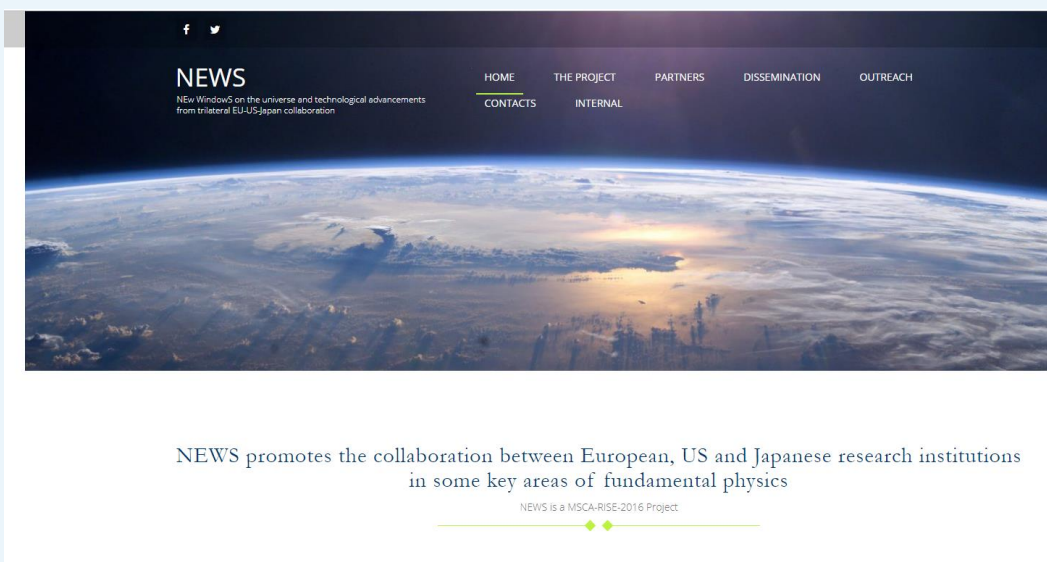 NEWS
NEw WindowS on the universe and technological advancements
from trilateral EU-US-Japan collaboration
HOME THE PROJECT PARTNERS DISSEMINATION OUTREACH
CONTACTS INTERNAL
NEWS promotes the collaboration between European, US and Japanese research institutions
in some key areas of fundamental physics
NEWS is a MSCA-RISE-2016 Project